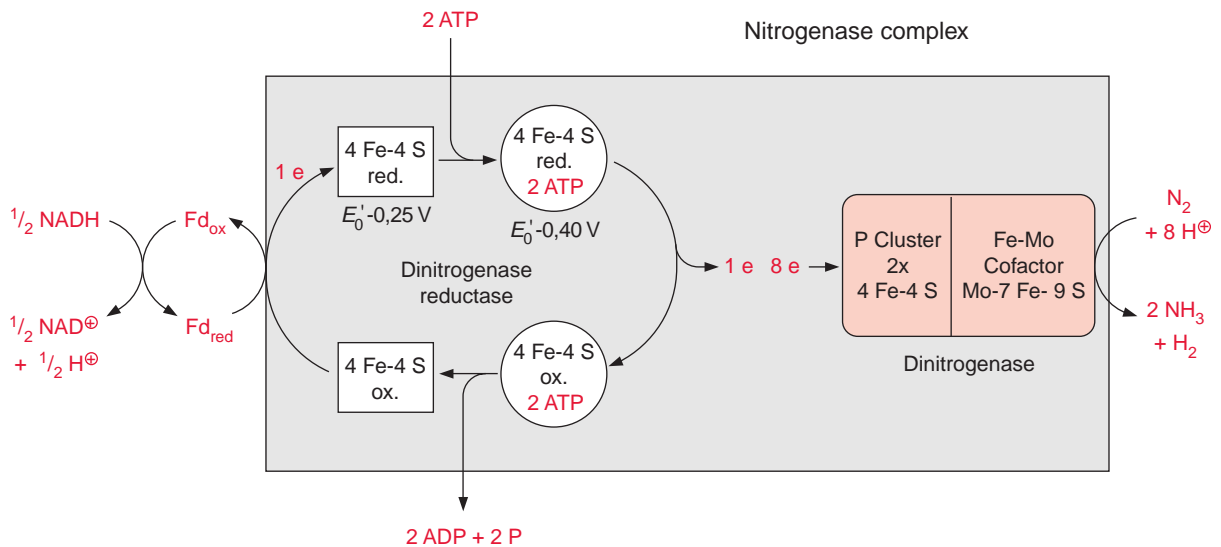 Nitrogenase complex
2 ATP
4 Fe-4 S
red.
E₀'-0,25 V
4 Fe-4 S
red.
2 ATP
E₀'-0,40 V
1 e
½ NADH
Fdox
½ NAD⊕
+ ½ H⊕
Fdred
Dinitrogenase
reductase
1 e 8 e
4 Fe-4 S
ox.
4 Fe-4 S
ox.
2 ATP
2 ADP + 2 P
P Cluster
2x
4 Fe-4 S
Fe-Mo
Cofactor
Mo-7 Fe- 9 S
Dinitrogenase
N₂
+ 8 H⊕
2 NH₃
+ H₂